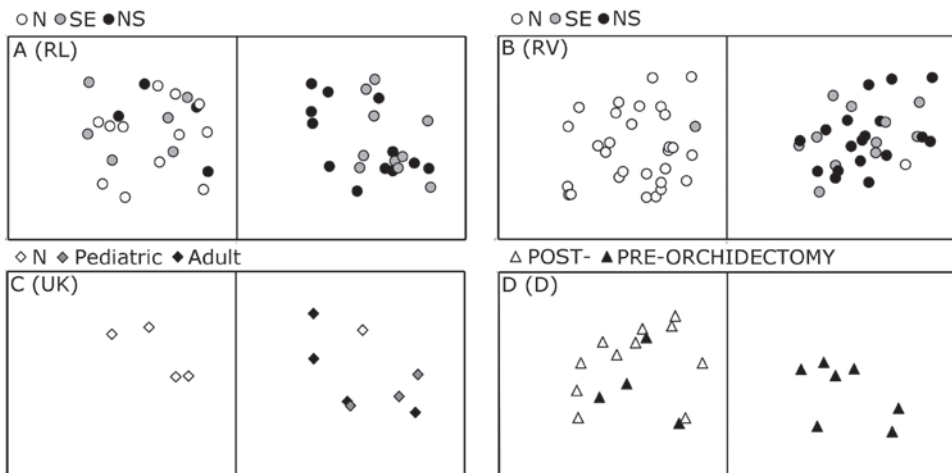 N SE NS
A (RL)
N SE NS
B (RV)
N Pediatric Adult
C (UK)
POST- PRE-ORCHIDECTOMY
D (D)